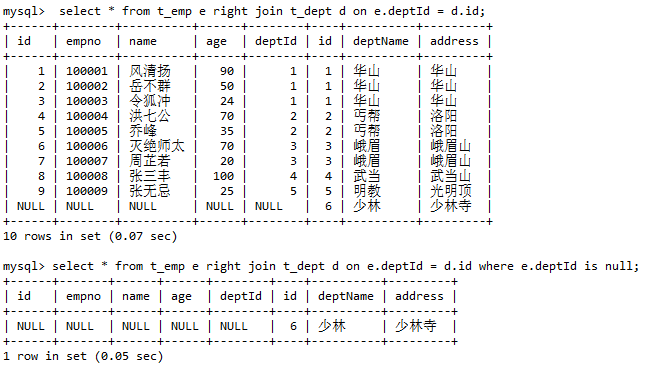 mysql>  select * from t_emp e right join t_dept d on e.deptId = d.id;
+------+--------+----------+------+--------+----+----------+---------+
| id   | empno  | name     | age  | deptId | id | deptName | address |
+------+--------+----------+------+--------+----+----------+---------+
|    1 | 100001 | 风清扬   |   90 |      1 |  1 | 华山     | 华山    |
|    2 | 100002 | 岳不群   |   50 |      1 |  1 | 华山     | 华山    |
|    3 | 100003 | 令狐冲   |   24 |      1 |  1 | 华山     | 华山    |
|    4 | 100004 | 洪七公   |   70 |      2 |  2 | 丐帮     | 洛阳    |
|    5 | 100005 | 乔峰     |   35 |      2 |  2 | 丐帮     | 洛阳    |
|    6 | 100006 | 灭绝师太 |   70 |      3 |  3 | 峨眉     | 峨眉山  |
|    7 | 100007 | 周芷若   |   20 |      3 |  3 | 峨眉     | 峨眉山  |
|    8 | 100008 | 张三丰   |  100 |      4 |  4 | 武当     | 武当山  |
|    9 | 100009 | 张无忌   |   25 |      5 |  5 | 明教     | 光明顶  |
| NULL | NULL   | NULL     | NULL | NULL   |  6 | 少林     | 少林寺  |
+------+--------+----------+------+--------+----+----------+---------+
10 rows in set (0.07 sec)
mysql> select * from t_emp e right join t_dept d on e.deptId = d.id where e.deptId is null;
+------+-------+------+------+--------+----+----------+---------+
| id   | empno | name | age  | deptId | id | deptName | address |
+------+-------+------+------+--------+----+----------+---------+
| NULL | NULL  | NULL | NULL | NULL   |  6 | 少林     | 少林寺  |
+------+-------+------+------+--------+----+----------+---------+
1 row in set (0.05 sec)